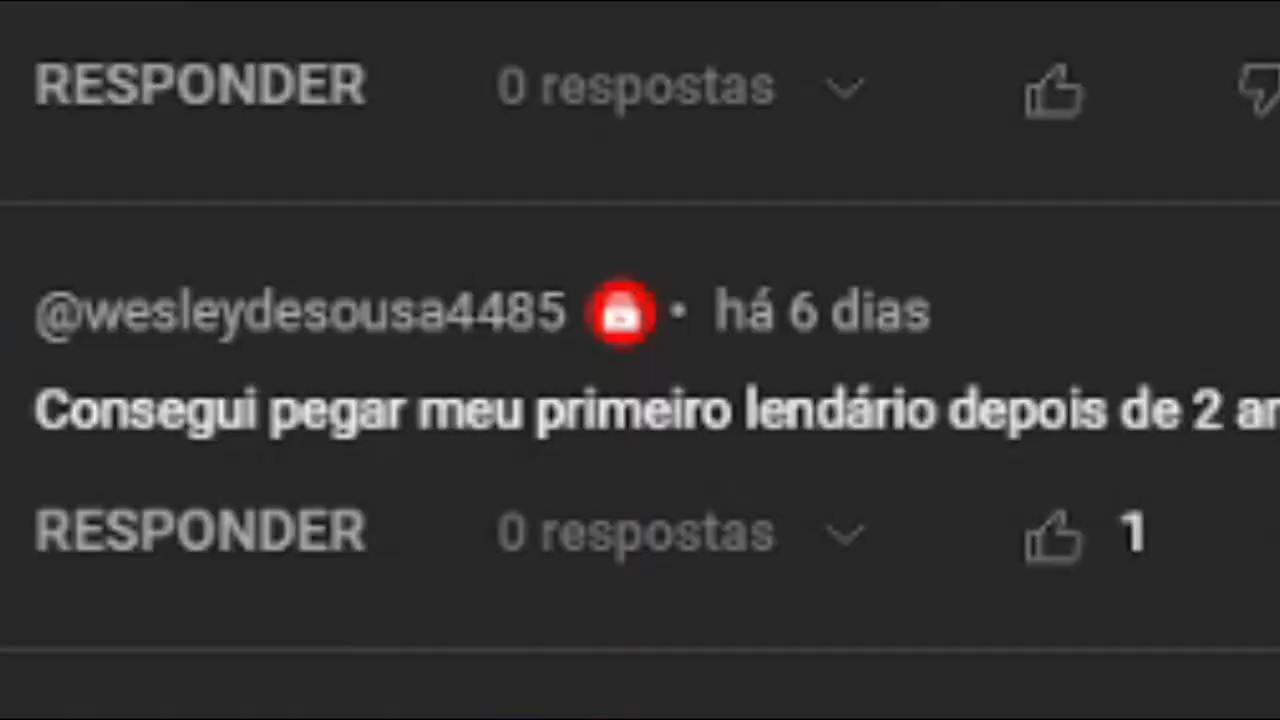 RESPONDER 0 respostas
@wesleydesousa4485 • há 6 dias
Consegui pegar meu primeiro lendário depois de 2
RESPONDER 0 respostas 1